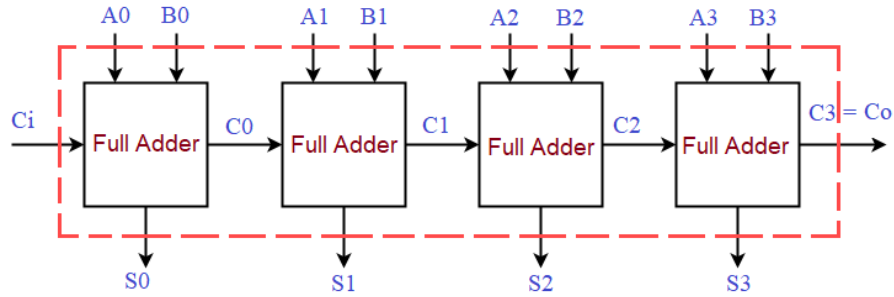 A0 B0 A1 B1 A2 B2 A3 B3
Ci C0 C1 C2 C3 = Co
Full Adder Full Adder Full Adder Full Adder
S0 S1 S2 S3